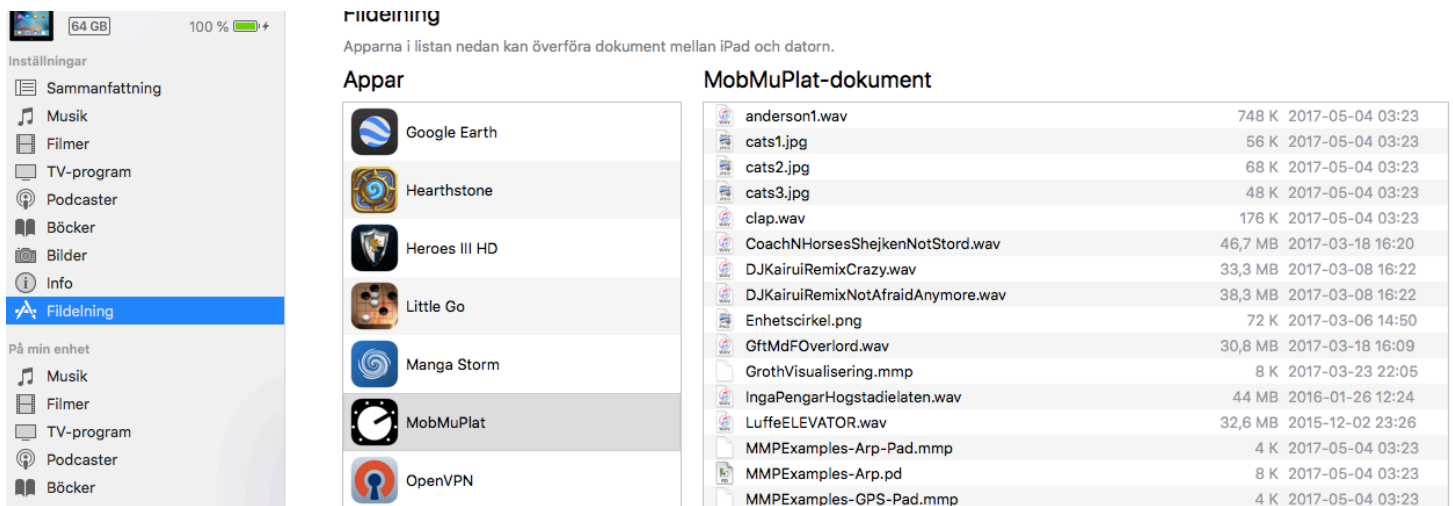 64 GB 100 %
Inställningar
Sammanfattning
Musik
Filmer
TV-program
Podcaster
Böcker
Bilder
Info
Fildelning
På min enhet
Musik
Filmer
TV-program
Podcaster
Böcker
Fildelning
Apparna i listan nedan kan överföra dokument mellan iPad och datorn.
Appar
Google Earth
Hearthstone
Heroes III HD
Little Go
Manga Storm
MobMuPlat
OpenVPN
MobMuPlat-dokument
anderson1.wav 748 K 2017-05-04 03:23
cats1.jpg 56 K 2017-05-04 03:23
cats2.jpg 68 K 2017-05-04 03:23
cats3.jpg 48 K 2017-05-04 03:23
clap.wav 176 K 2017-05-04 03:23
CoachNHorsesShejkenNotStord.wav 46,7 MB 2017-03-18 16:20
DJKairuiRemixCrazy.wav 33,3 MB 2017-03-08 16:22
DJKairuiRemixNotAfraidAnymore.wav 38,3 MB 2017-03-08 16:22
Enhetscirkel.png 72 K 2017-03-06 14:50
GftMdFOverlord.wav 30,8 MB 2017-03-18 16:09
GrothVisualisering.mmp 8 K 2017-03-23 22:05
IngaPengarHogstadielaten.wav 44 MB 2016-01-26 12:24
LuffeELEVATOR.wav 32,6 MB 2015-12-02 23:26
MMPExamples-Arp-Pad.mmp 4 K 2017-05-04 03:23
MMPExamples-Arp.pd 8 K 2017-05-04 03:23
MMPExamples-GPS-Pad.mmp 4 K 2017-05-04 03:23